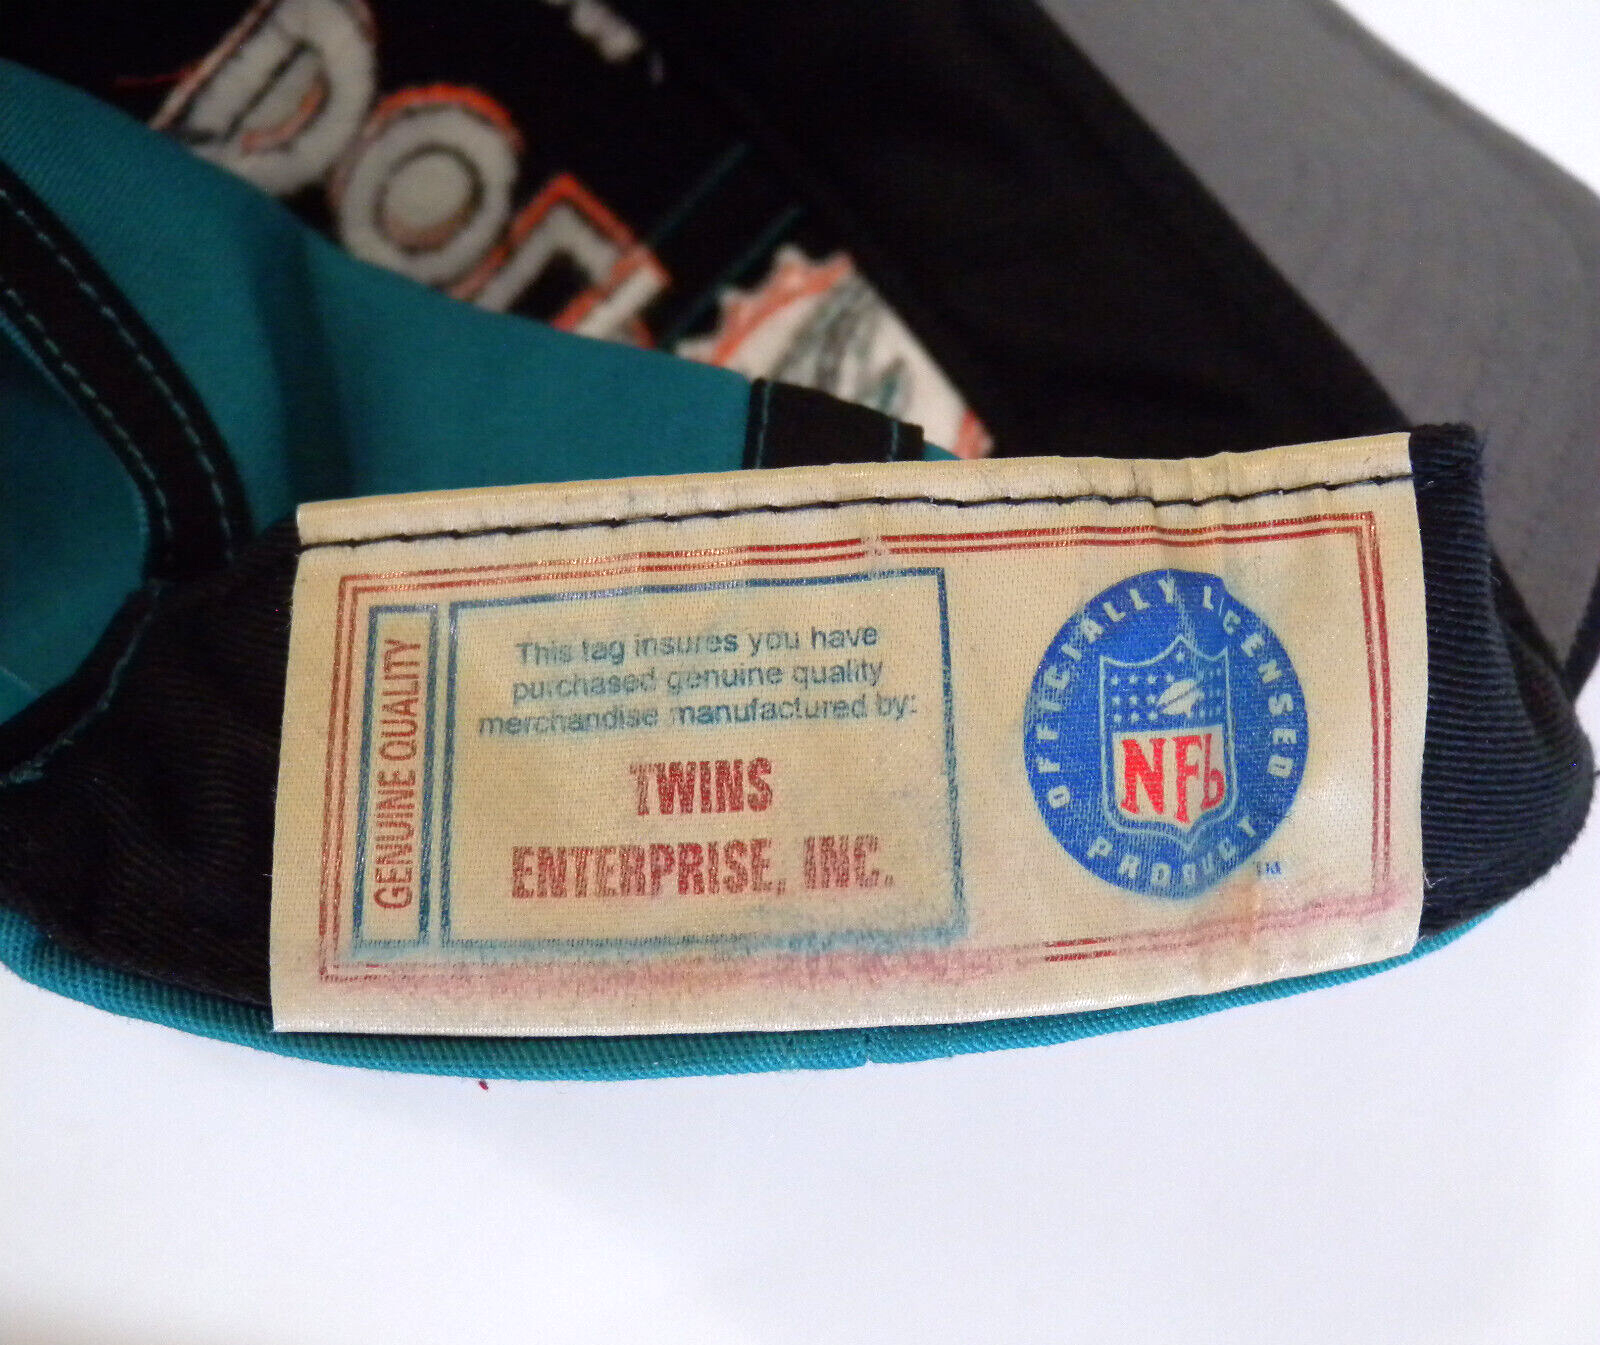 GENUINE QUALITY
This tag insures you have
purchased genuine quality
merchandise manufactured by:
TWINS
ENTERPRISE, INC.
OFFICIALLY LICENSED
PRODUCT
NFL
TM